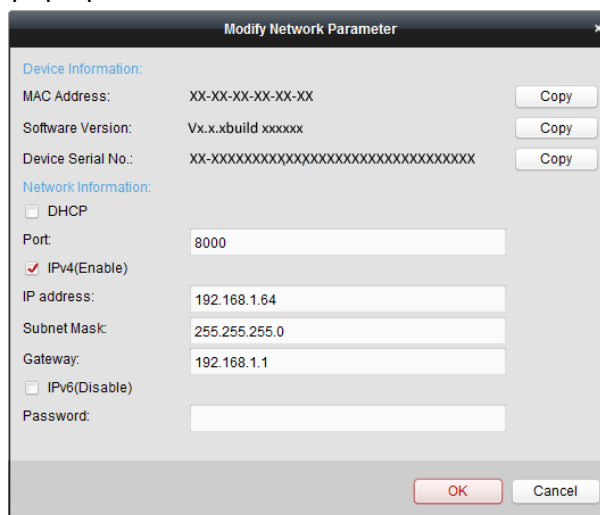 Modify Network Parameter x
Device Information:
MAC Address: XX-XX-XX-XX-XX-XX Copy
Software Version: Vx.x.xbuild xxxxxx Copy
Device Serial No.: XX-XXXXXXXXXXXXXXXXXXXXXXXXXXXXXXXX Copy
Network Information:
DHCP
Port: 8000
IPv4(Enable)
IP address: 192.168.1.64
Subnet Mask: 255.255.255.0
Gateway: 192.168.1.1
IPv6(Disable)
Password:
OK Cancel